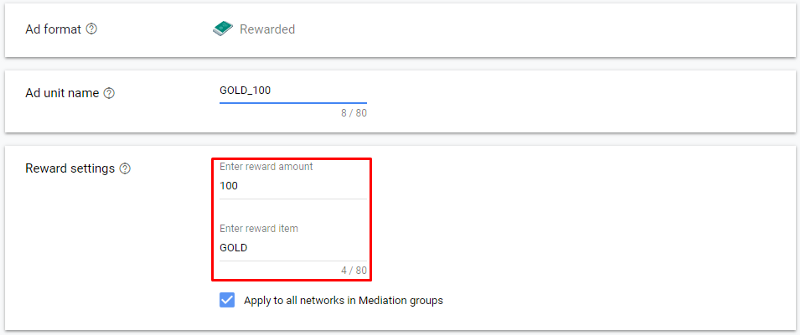 Ad format
Rewarded
Ad unit name
GOLD_100
8 / 80
Reward settings
Enter reward amount
100
Enter reward item
GOLD
4 / 80
Apply to all networks in Mediation groups